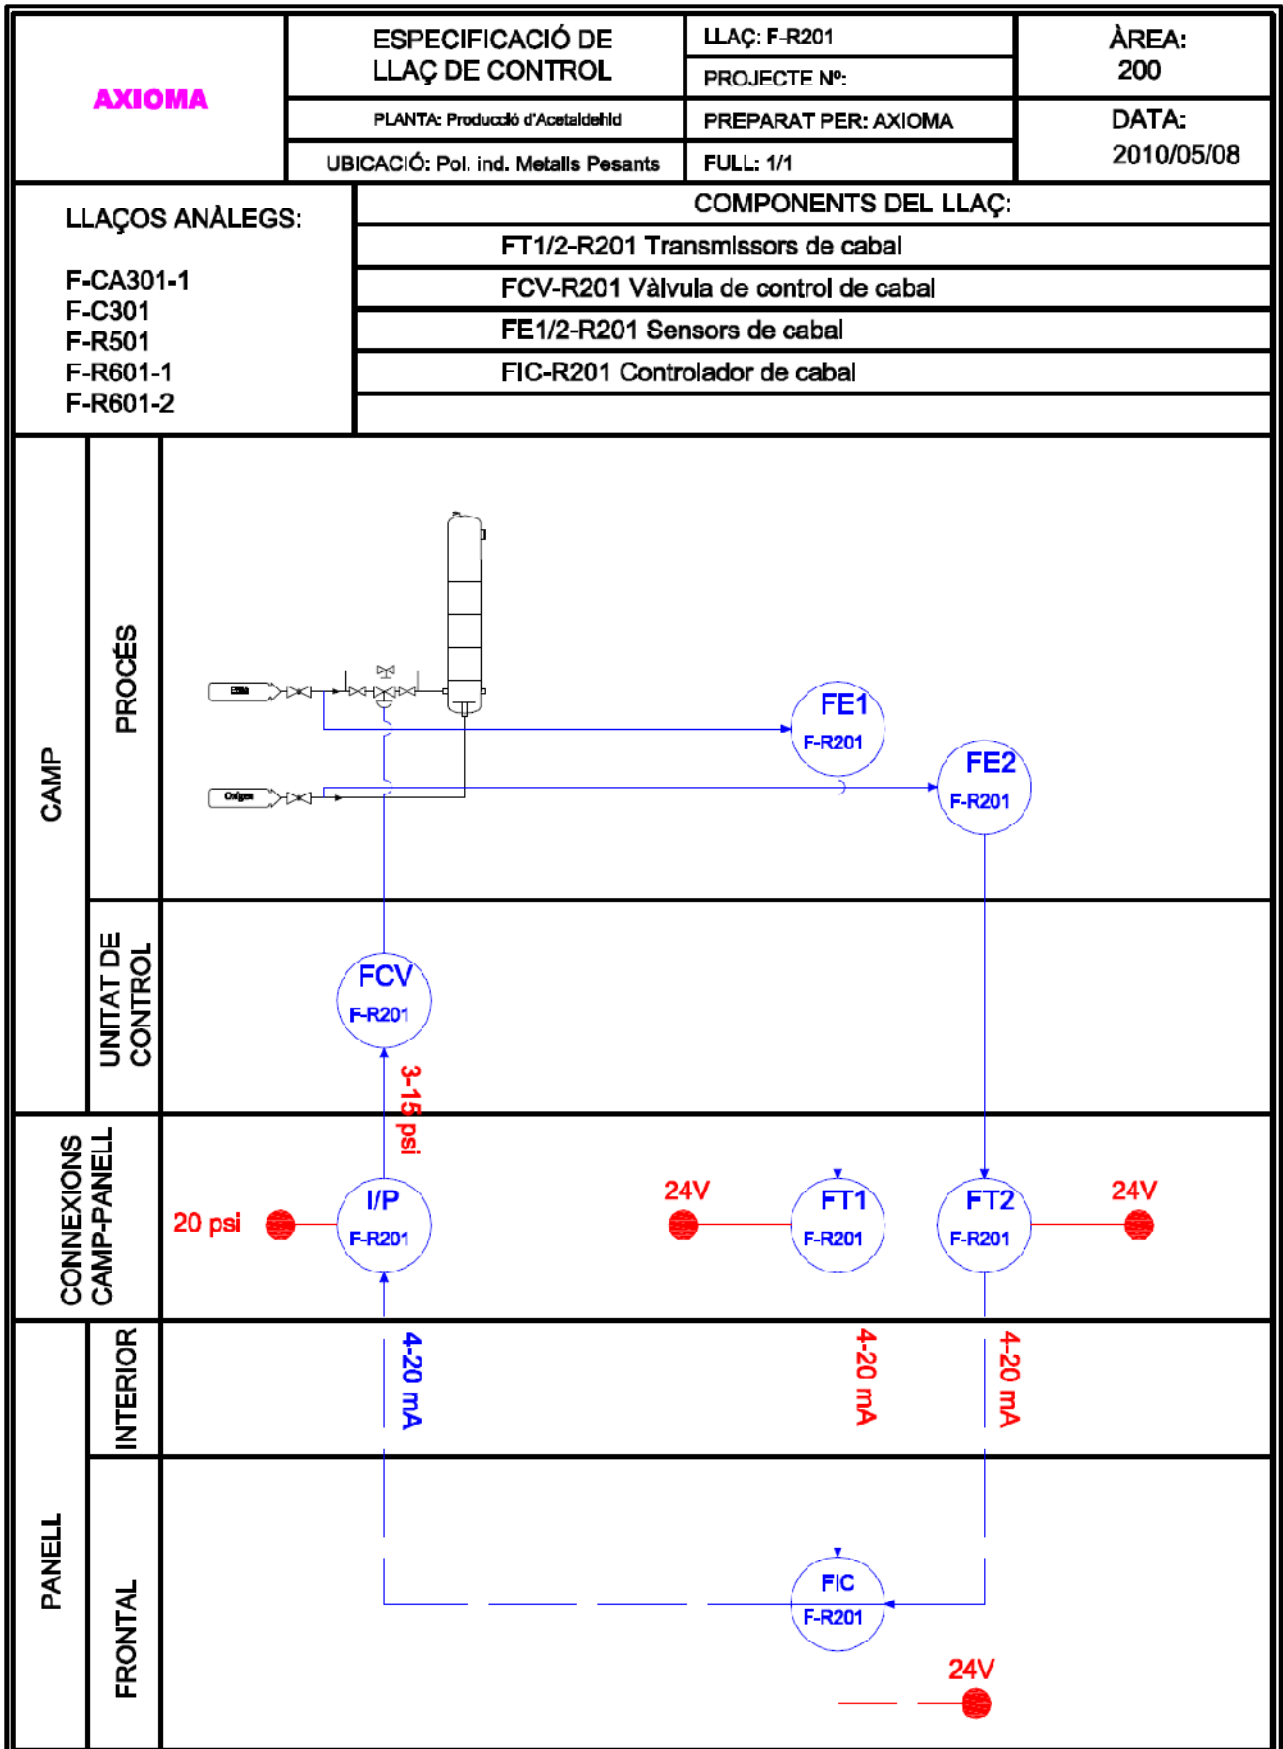 AXIOMA
ESPECIFICACIÓ DE
LLAÇ DE CONTROL
PLANTA: Producció d'Acetaldehid
UBICACIÓ: Pol. ind. Metalls Pesants
LLAÇ: F-R201
PROJECTE Nº:
PREPARAT PER: AXIOMA
FULL: 1/1
ÀREA:
200
DATA:
2010/05/08
LLAÇOS ANÀLEGS:
F-CA301-1
F-C301
F-R501
F-R601-1
F-R601-2
COMPONENTS DEL LLAÇ:
FT1/2-R201 Transmissors de cabal
FCV-R201 Vàlvula de control de cabal
FE1/2-R201 Sensors de cabal
FIC-R201 Controlador de cabal
CAMP
PROCÉS
FE1
F-R201
FE2
F-R201
Oxigen
UNITAT DE
CONTROL
FCV
F-R201
3-15 psi
CONNEXIONS
CAMP-PANELL
20 psi
I/P
F-R201
24V
FT1
F-R201
FT2
F-R201
24V
PANELL
INTERIOR
4-20 mA
4-20 mA
4-20 mA
FRONTAL
FIC
F-R201
24V